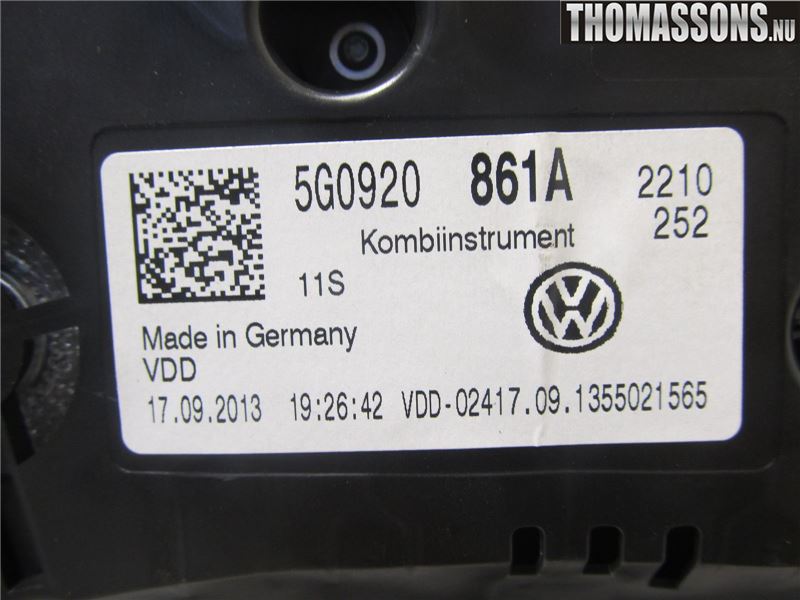 THOMASSONS.NU
5G0920 861A 2210
Kombiinstrument 252
11S
Made in Germany
VDD
17.09.2013 19:26:42 VDD-02417.09.1355021565